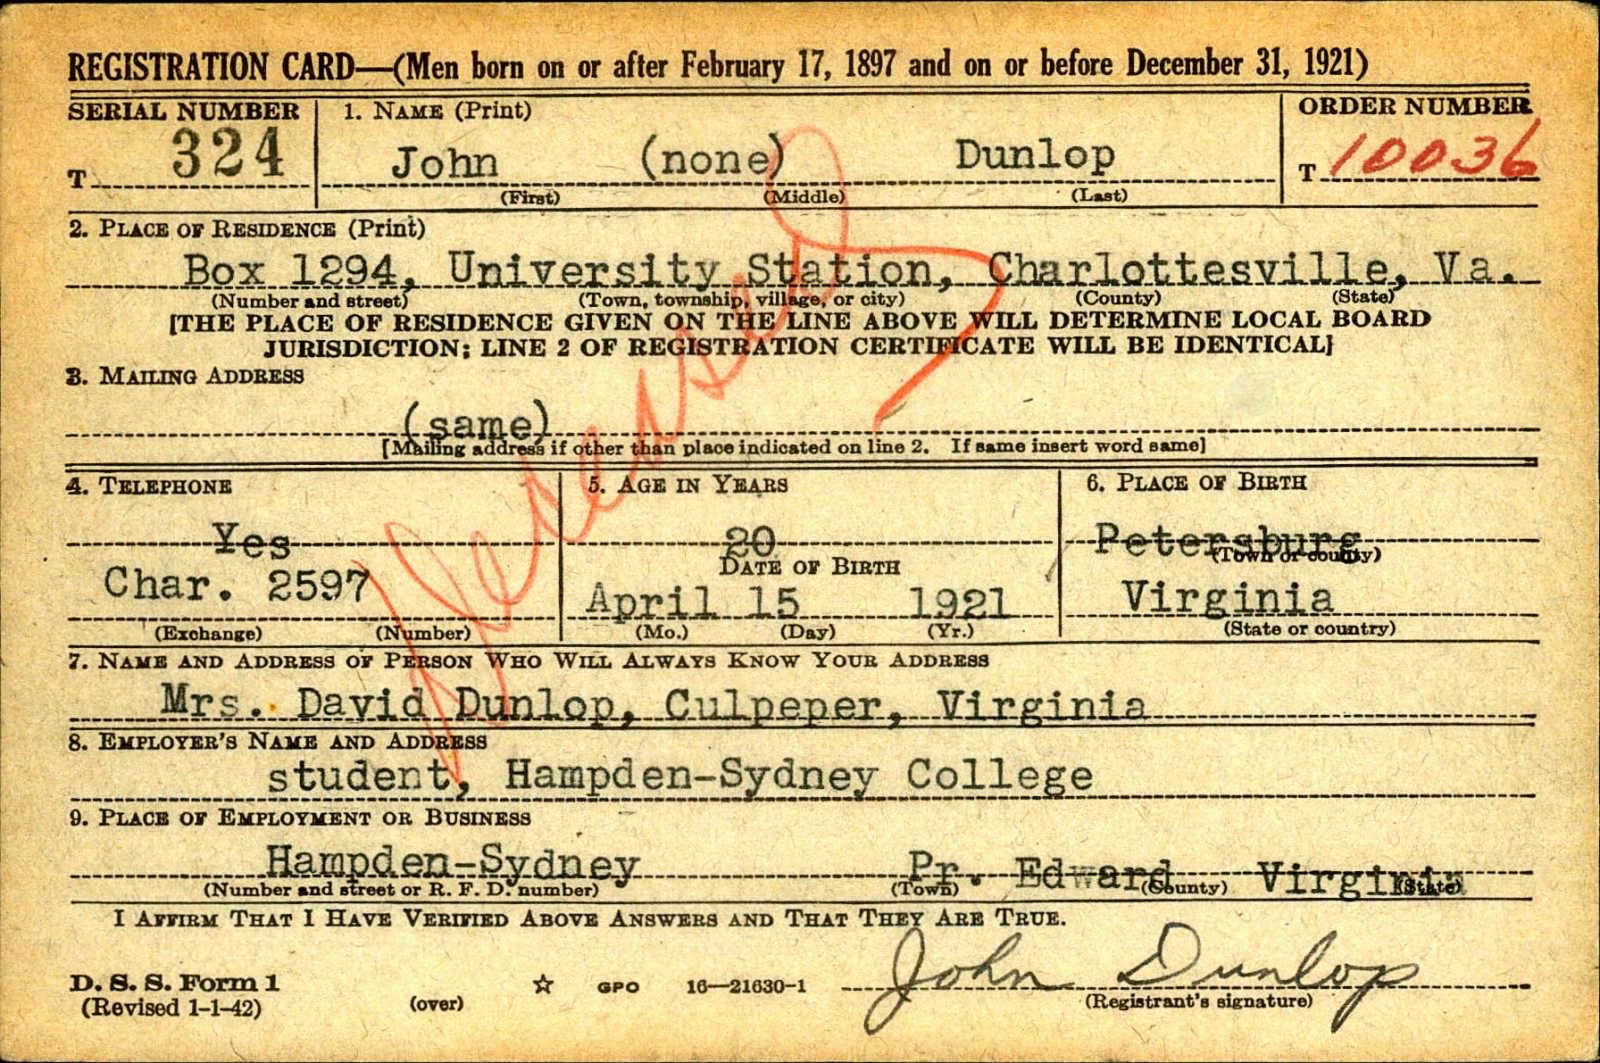 REGISTRATION CARD—(Men born on or after February 17, 1897 and on or before December 31, 1921)
SERIAL NUMBER 1. NAME (Print) ORDER NUMBER
T 324 John (none) Dunlop T 10036
(First) (Middle) (Last)
2. PLACE OF RESIDENCE (Print)
Box 1294, University Station, Charlottesville, Va.
(Number and street) (Town, township, village, or city) (County) (State)
[THE PLACE OF RESIDENCE GIVEN ON THE LINE ABOVE WILL DETERMINE LOCAL BOARD
JURISDICTION; LINE 2 OF REGISTRATION CERTIFICATE WILL BE IDENTICAL]
3. MAILING ADDRESS
(same)
[Mailing address if other than place indicated on line 2. If same insert word same]
4. TELEPHONE 5. AGE IN YEARS 6. PLACE OF BIRTH
Yes 20 Petersburg
DATE OF BIRTH (Town or county)
Char. 2597 April 15 1921 Virginia
(Exchange) (Number) (Mo.) (Day) (Yr.) (State or country)
7. NAME AND ADDRESS OF PERSON WHO WILL ALWAYS KNOW YOUR ADDRESS
Mrs. David Dunlop, Culpeper, Virginia
8. EMPLOYER'S NAME AND ADDRESS
student, Hampden-Sydney College
9. PLACE OF EMPLOYMENT OR BUSINESS
Hampden-Sydney Pr. Edward Virginia
(Number and street or R. F. D. number) (Town) (County) (State)
I AFFIRM THAT I HAVE VERIFIED ABOVE ANSWERS AND THAT THEY ARE TRUE.
John Dunlop
D. S. S. Form 1 ☆ GPO 16—21630-1
(Revised 1-1-42) (over) (Registrant's signature)